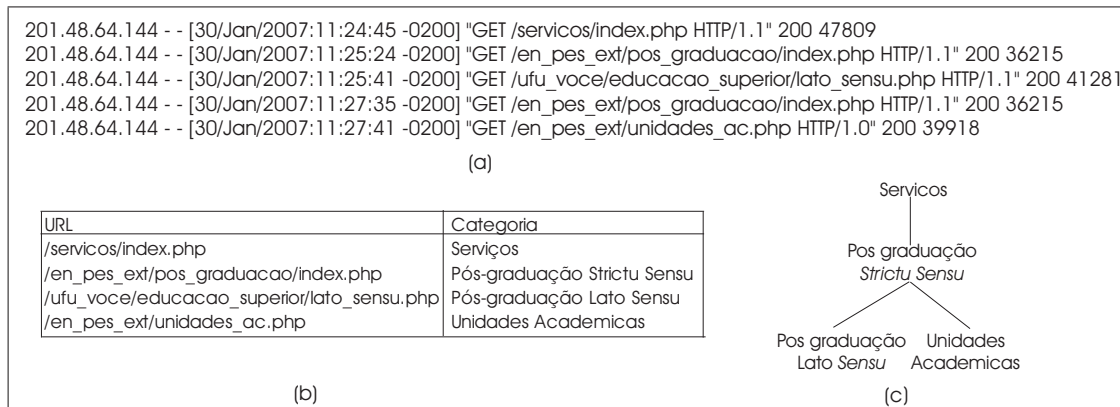 201.48.64.144 - - [30/Jan/2007:11:24:45 -0200] "GET /servicos/index.php HTTP/1.1" 200 47809
201.48.64.144 - - [30/Jan/2007:11:25:24 -0200] "GET /en_pes_ext/pos_graduacao/index.php HTTP/1.1" 200 36215
201.48.64.144 - - [30/Jan/2007:11:25:41 -0200] "GET /ufu_voce/educacao_superior/lato_sensu.php HTTP/1.1" 200 41281
201.48.64.144 - - [30/Jan/2007:11:27:35 -0200] "GET /en_pes_ext/pos_graduacao/index.php HTTP/1.1" 200 36215
201.48.64.144 - - [30/Jan/2007:11:27:41 -0200] "GET /en_pes_ext/unidades_ac.php HTTP/1.0" 200 39918
(a)
URL Categoria
/servicos/index.php Serviços
/en_pes_ext/pos_graduacao/index.php Pós-graduação Strictu Sensu
/ufu_voce/educacao_superior/lato_sensu.php Pós-graduação Lato Sensu
/en_pes_ext/unidades_ac.php Unidades Academicas
(b)
Servicos
Pos graduação
Strictu Sensu
Pos graduação
Lato Sensu
Unidades
Academicas
(c)